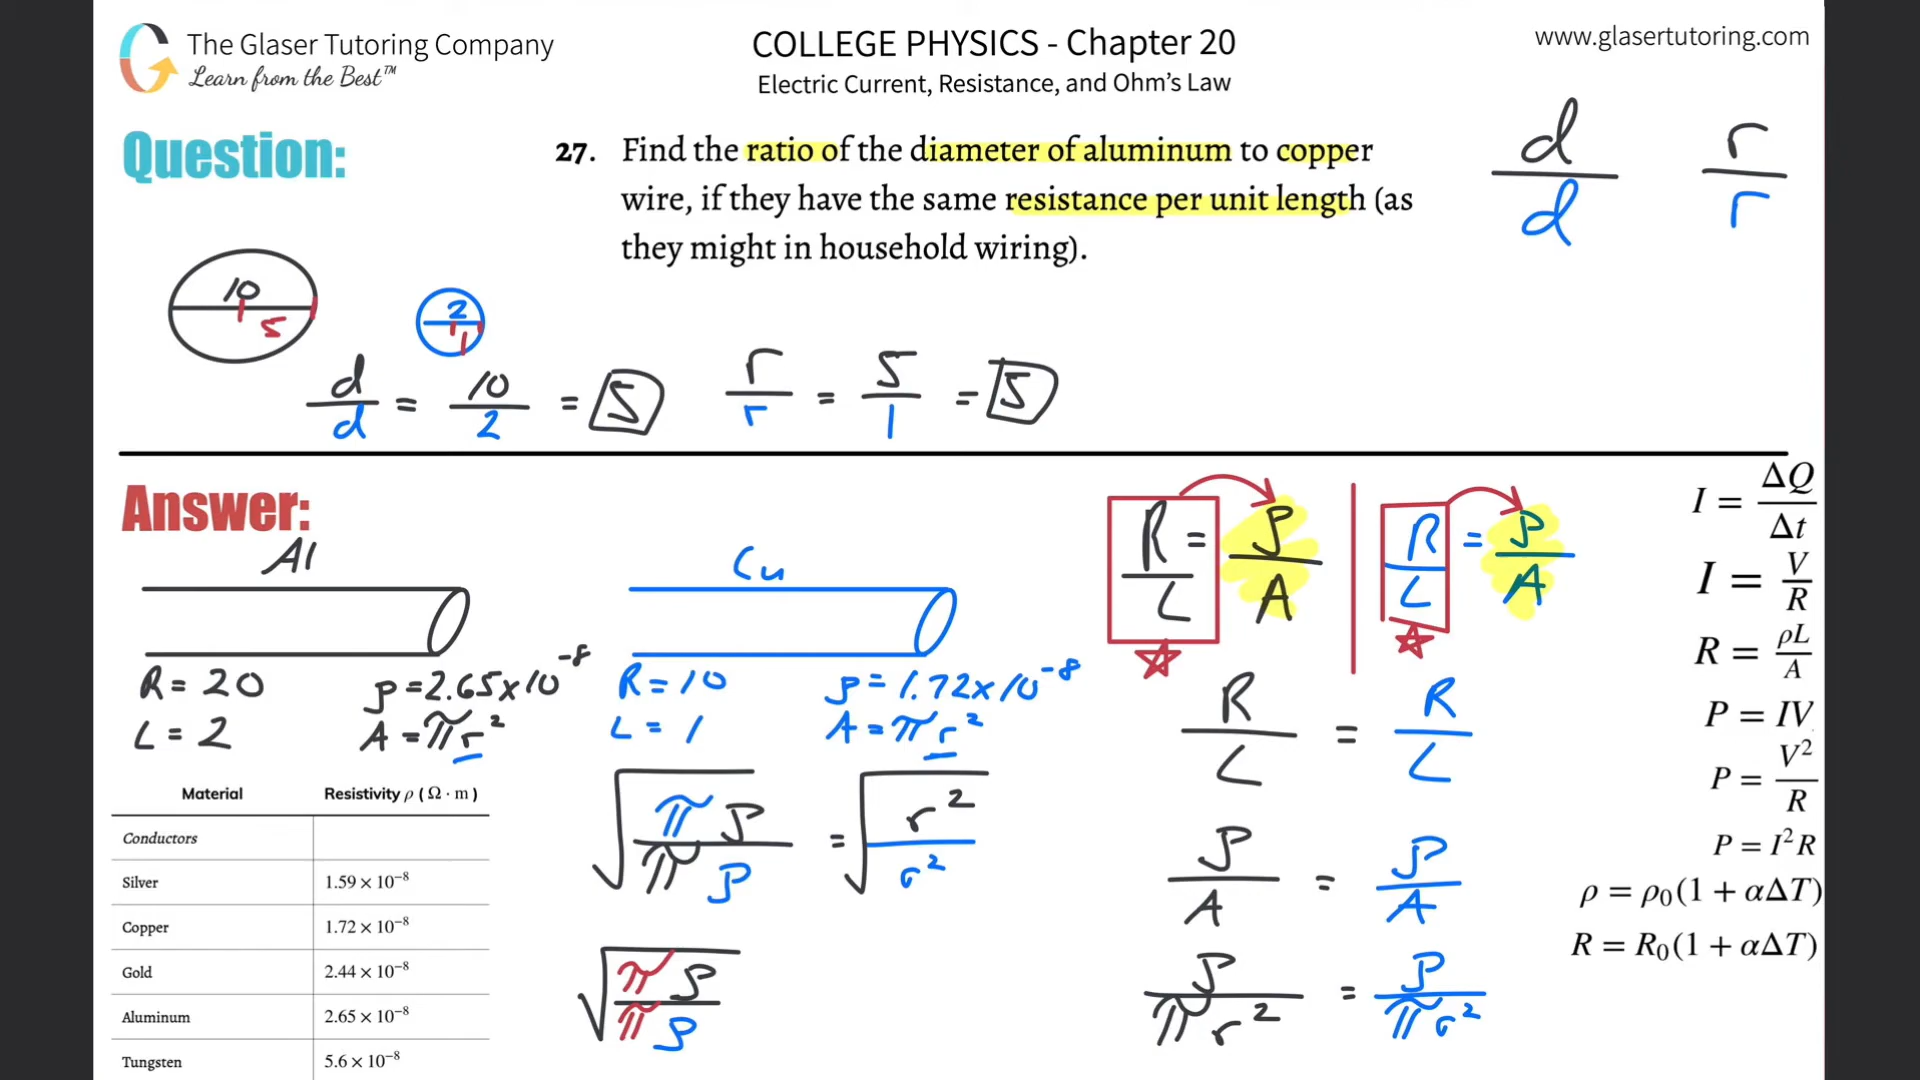 The Glaser Tutoring Company
Learn from the Best™
COLLEGE PHYSICS - Chapter 20
Electric Current, Resistance, and Ohm's Law
www.glasertutoring.com
Question:
27. Find the ratio of the diameter of aluminum to copper
wire, if they have the same resistance per unit length (as
they might in household wiring).
d/d r/r
10 5
2 1
d/d = 10/2 = 5 r/r = 5/1 = 5
Answer:
Al
R = 20 ρ = 2.65 x 10⁻⁸
L = 2 A = πr²
Cu
R = 10 ρ = 1.72 x 10⁻⁸
L = 1 A = πr²
R/L = ρ/A R/L = ρ/A
R/L = R/L
ρ/A = ρ/A
ρ/πr² = ρ/πr²
√(πρ/πρ) = √(r²/r²)
√(πρ/πρ)
Material Resistivity ρ ( Ω · m )
Conductors
Silver 1.59 × 10⁻⁸
Copper 1.72 × 10⁻⁸
Gold 2.44 × 10⁻⁸
Aluminum 2.65 × 10⁻⁸
Tungsten 5.6 × 10⁻⁸
I = ΔQ/Δt
I = V/R
R = ρL/A
P = IV
P = V²/R
P = I²R
ρ = ρ₀(1 + αΔT)
R = R₀(1 + αΔT)